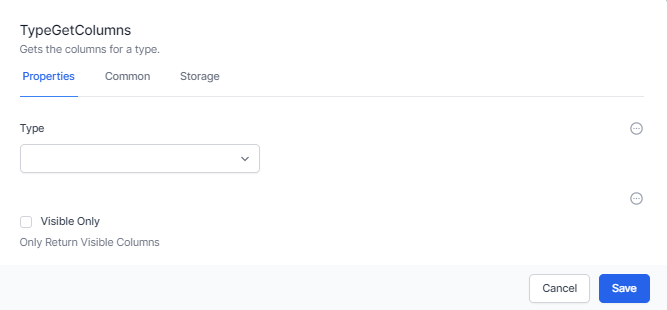 TypeGetColumns
Gets the columns for a type.
Properties Common Storage
Type
Visible Only
Only Return Visible Columns
Cancel Save